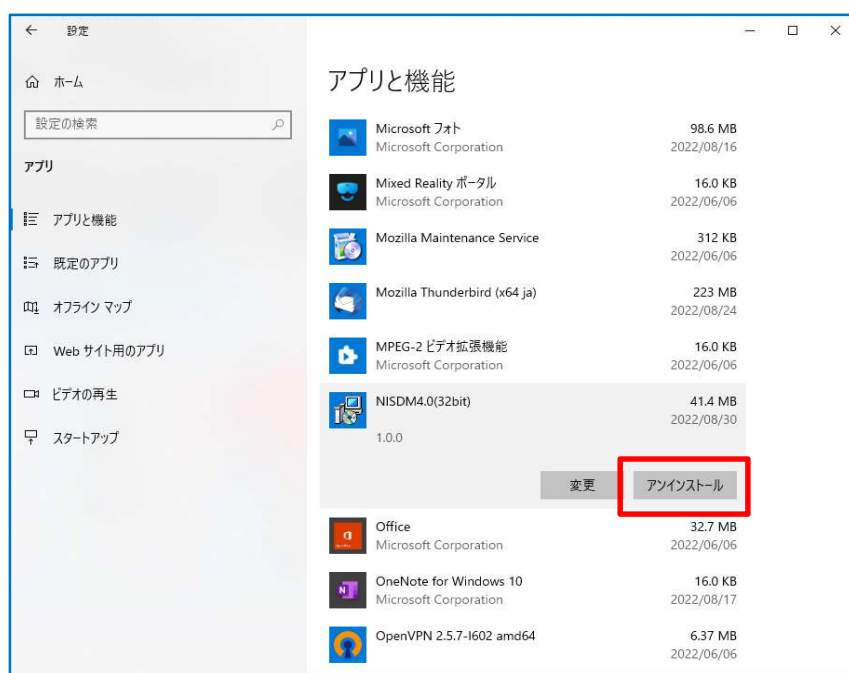 設定
ホーム
設定の検索
アプリ
アプリと機能
既定のアプリ
オフライン マップ
Web サイト用のアプリ
ビデオの再生
スタートアップ
アプリと機能
Microsoft フォト 98.6 MB
Microsoft Corporation 2022/08/16
Mixed Reality ポータル 16.0 KB
Microsoft Corporation 2022/06/06
Mozilla Maintenance Service 312 KB
2022/06/06
Mozilla Thunderbird (x64 ja) 223 MB
2022/08/24
MPEG-2 ビデオ拡張機能 16.0 KB
Microsoft Corporation 2022/06/06
NISDM4.0(32bit) 41.4 MB
2022/08/30
1.0.0
変更 アンインストール
Office 32.7 MB
Microsoft Corporation 2022/06/06
OneNote for Windows 10 16.0 KB
Microsoft Corporation 2022/08/17
OpenVPN 2.5.7-I602 amd64 6.37 MB
2022/06/06